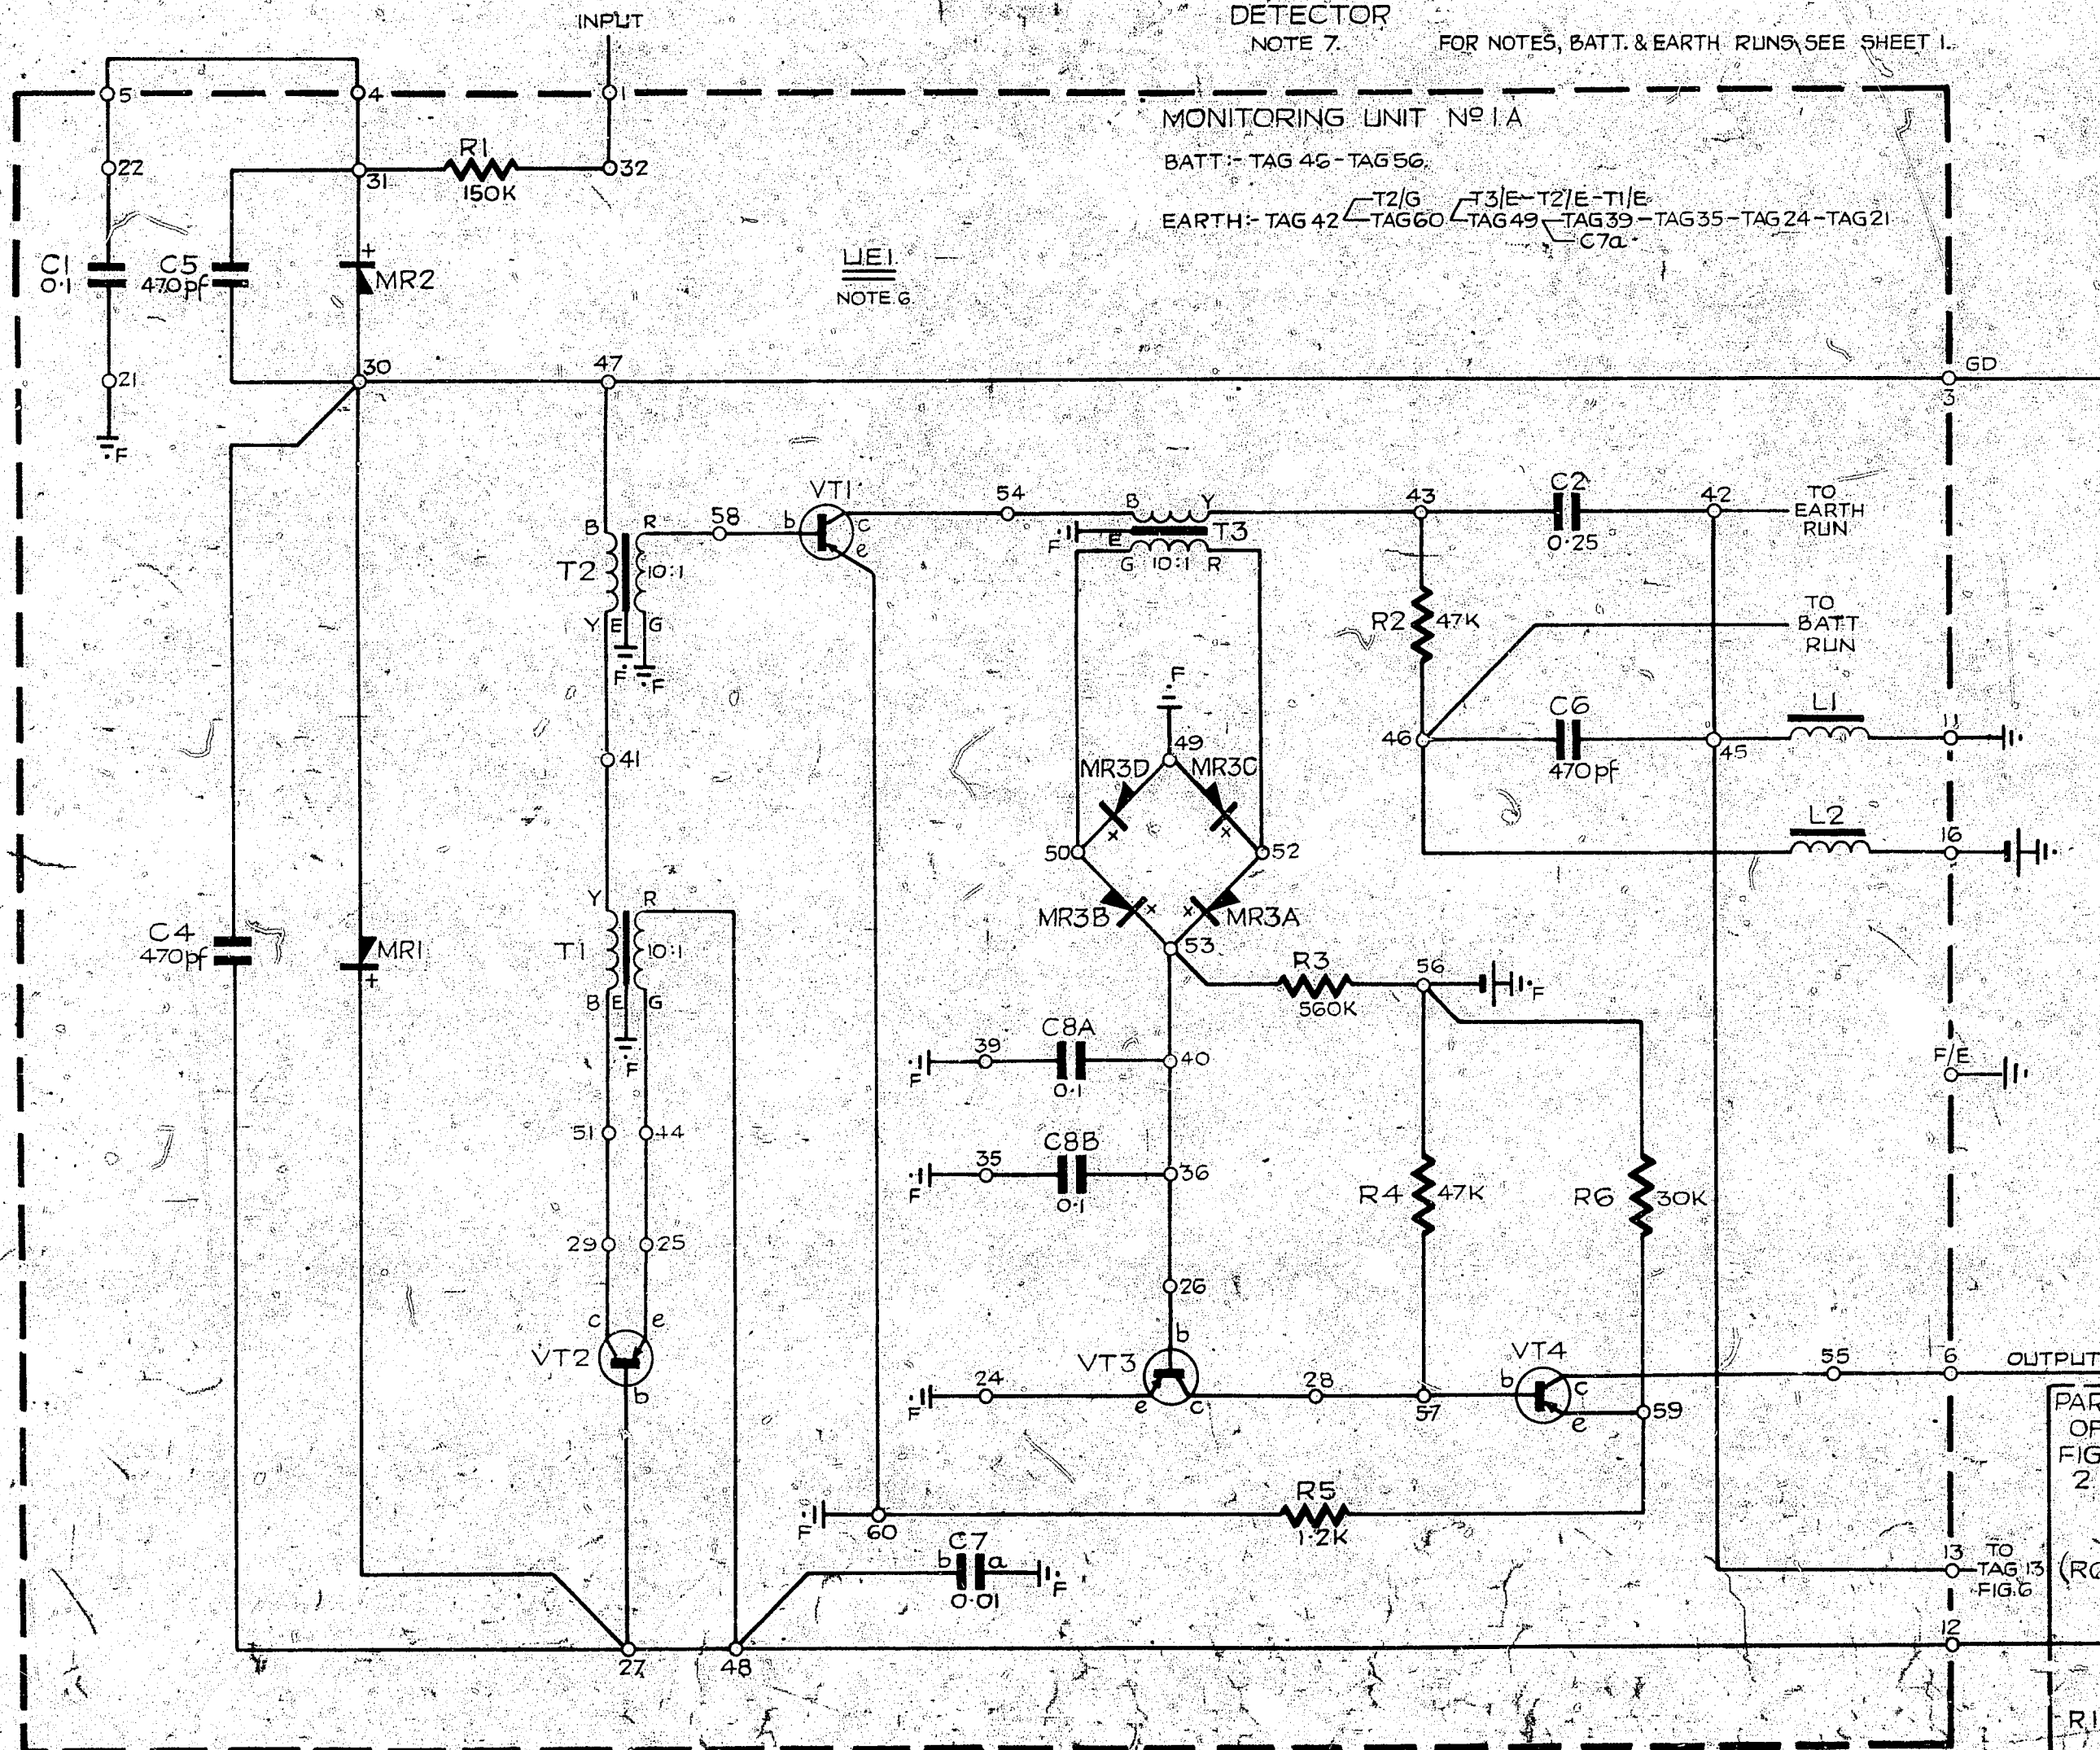 INPUT
DETECTOR
NOTE 7.
FOR NOTES, BATT. & EARTH RUNS, SEE SHEET 1.
5
4
1
MONITORING UNIT Nº 1A
BATT:- TAG 46-TAG 56.
EARTH:- TAG 42 TAG 60 TAG 49 TAG 39-TAG 35-TAG 24-TAG 21
T2/G
T3/E-T2/E-T1/E
C7a
22
31
R1
150K
32
C1
0·1
C5
470pf
+
MR2
UE1.
NOTE 6.
21
F
30
47
GD
3
VT1
b
c
e
58
54
B
Y
T3
E
F
G
10:1
R
43
C2
0·25
42
TO
EARTH
RUN
B
R
T2
10:1
Y
E
G
F
F
R2
47K
TO
BATT
RUN
F
49
MR3D
MR3C
46
C6
470pf
45
L1
11
41
50
52
L2
16
MR3B
MR3A
53
Y
R
T1
10:1
B
E
G
F
C4
470pf
MR1
+
R3
560K
56
F
39
F
C8A
0·1
40
F/E
51
44
35
F
C8B
0·1
36
R4
47K
R6
30K
29
25
26
c
e
VT2
b
b
VT3
e
c
24
F
28
57
VT4
b
c
e
59
55
6
OUTPUT
PAR
OF
FIG
2
F
60
R5
1·2K
C7
b
a
0·01
F
13
TO
TAG 13
FIG.6
12
27
48
R.1